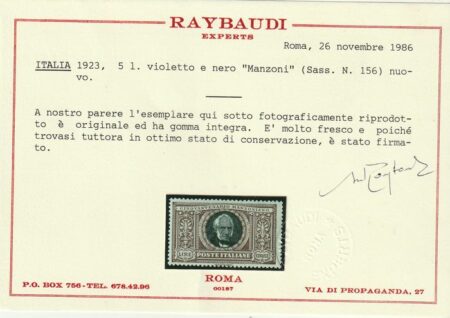 RAYBAUDI
EXPERTS
Roma, 26 novembre 1986
ITALIA 1923, 5 l. violetto e nero "Manzoni" (Sass. N. 156) nuo-
vo.
A nostro parere l'esemplare qui sotto fotograficamente riprodot-
to è originale ed ha gomma integra. E' molto fresco e poiché
trovasi tuttora in ottimo stato di conservazione, è stato firma-
to.
CINQVANTENARIO MANZONIANO
POSTE ITALIANE
ROMA
00187
P.O. BOX 756-TEL. 678.42.96
VIA DI PROPAGANDA, 27